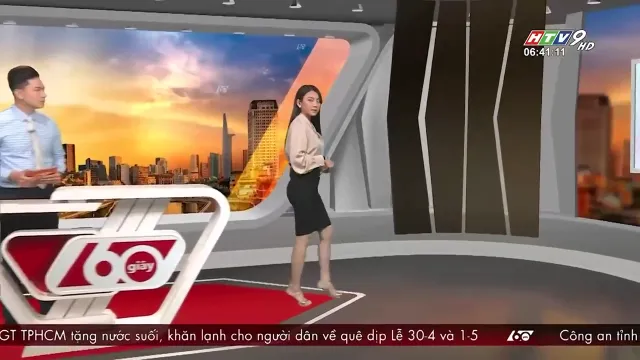 HTV9 HD
06:41:11
60 giây
GT TPHCM tặng nước suối, khăn lạnh cho người dân về quê dịp Lễ 30-4 và 1-5 60 Công an tỉnh